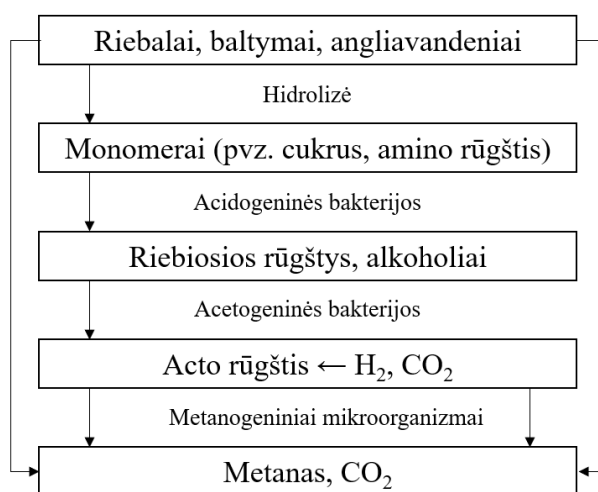 Riebalai, baltymai, angliavandeniai
Hidrolizė
Monomerai (pvz. cukrus, amino rūgštis)
Acidogeninės bakterijos
Riebiosios rūgštys, alkoholiai
Acetogeninės bakterijos
Acto rūgštis ← H₂, CO₂
Metanogeniniai mikroorganizmai
Metanas, CO₂